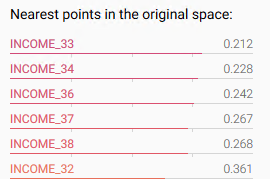 Nearest points in the original space:
INCOME_33 0.212
INCOME_34 0.228
INCOME_36 0.242
INCOME_37 0.267
INCOME_38 0.268
INCOME_32 0.361